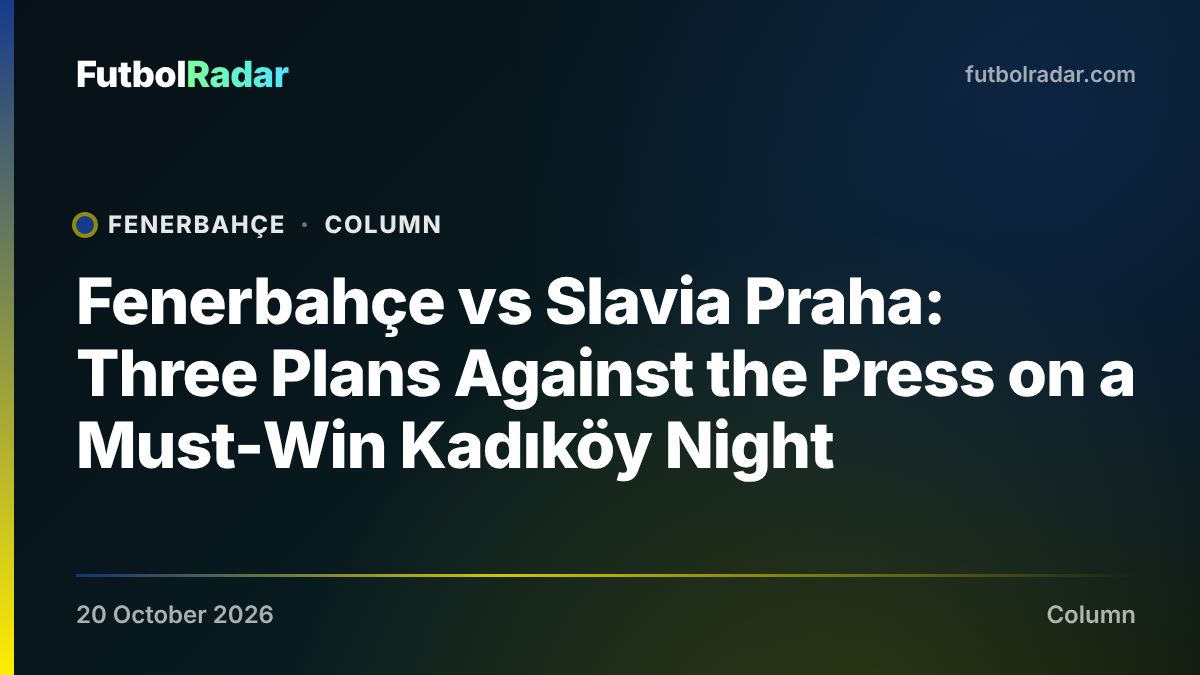 FutbolRadar
futbolradar.com
FENERBAHÇE · COLUMN
Fenerbahçe vs Slavia Praha:
Three Plans Against the Press on a
Must-Win Kadıköy Night
20 October 2026
Column